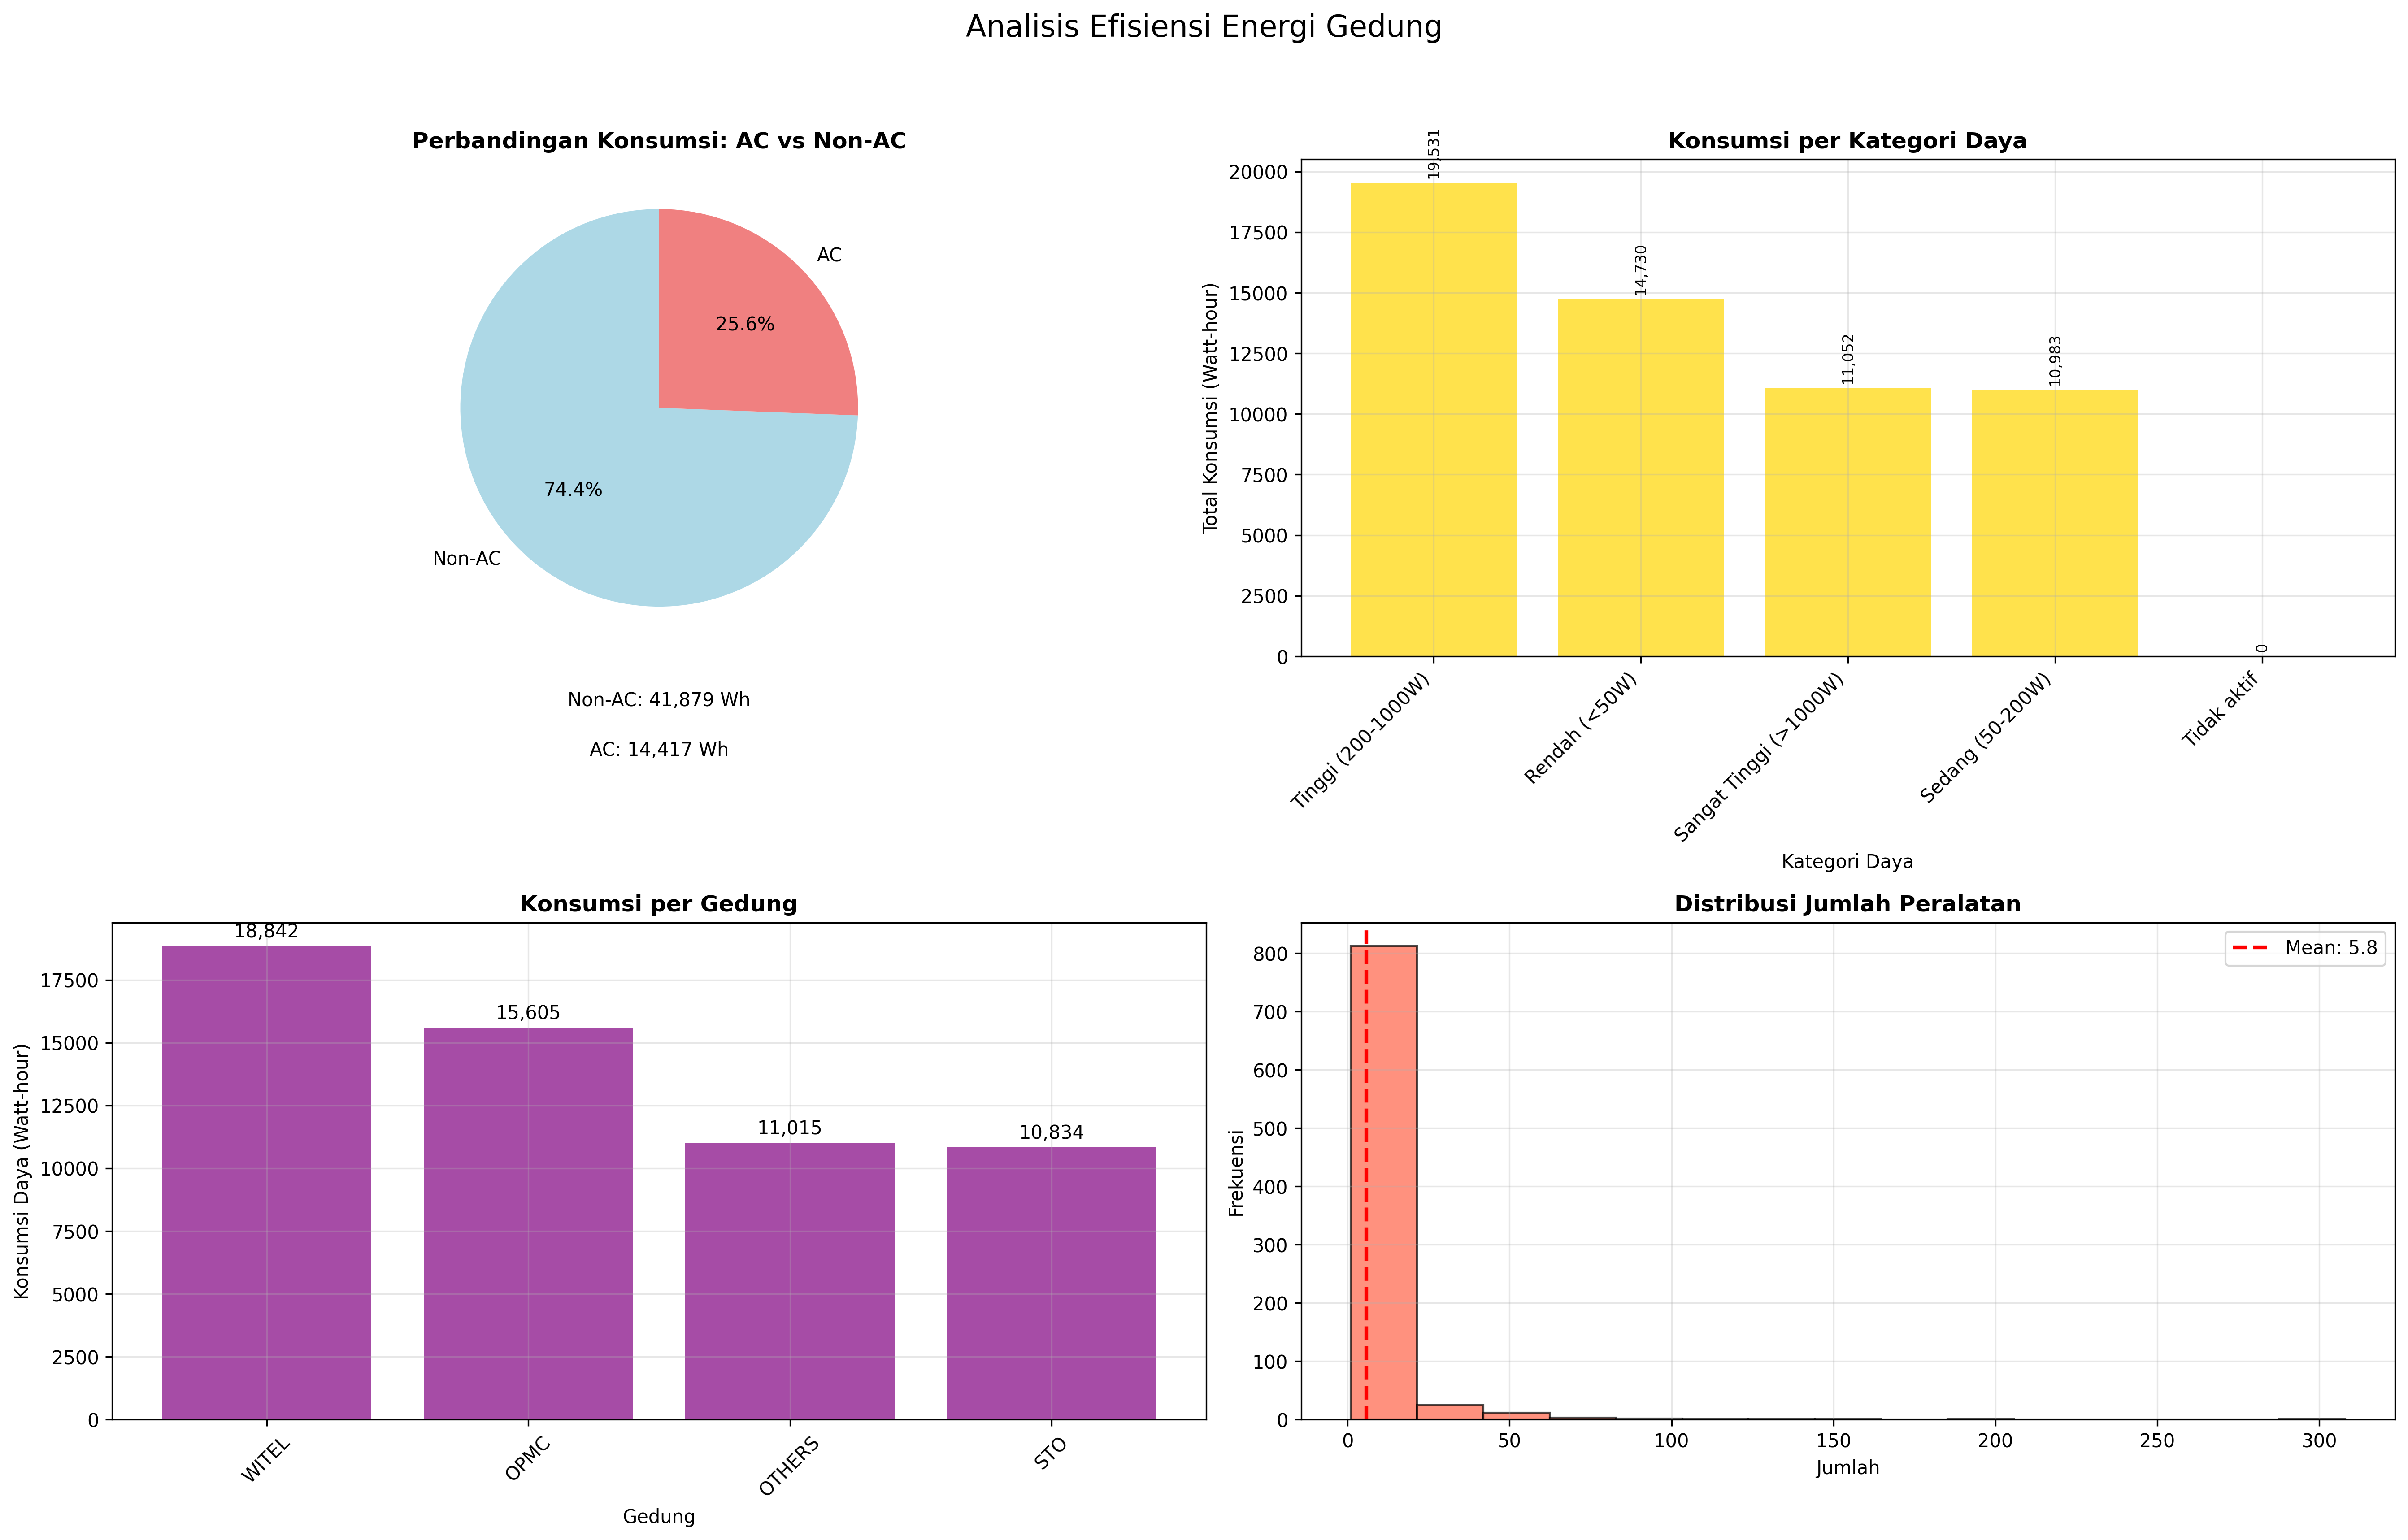 Analisis Efisiensi Energi Gedung
Perbandingan Konsumsi: AC vs Non-AC
AC
25.6%
74.4%
Non-AC
Non-AC: 41,879 Wh
AC: 14,417 Wh
Konsumsi per Kategori Daya
Total Konsumsi (Watt-hour)
20000
17500
15000
12500
10000
7500
5000
2500
0
19,531
14,730
11,052
10,983
0
Tinggi (200-1000W)
Rendah (<50W)
Sangat Tinggi (>1000W)
Sedang (50-200W)
Tidak aktif
Kategori Daya
Konsumsi per Gedung
Konsumsi Daya (Watt-hour)
17500
15000
12500
10000
7500
5000
2500
0
18,842
15,605
11,015
10,834
WITEL
OPMC
OTHERS
STO
Gedung
Distribusi Jumlah Peralatan
Mean: 5.8
Frekuensi
800
700
600
500
400
300
200
100
0
0
50
100
150
200
250
300
Jumlah